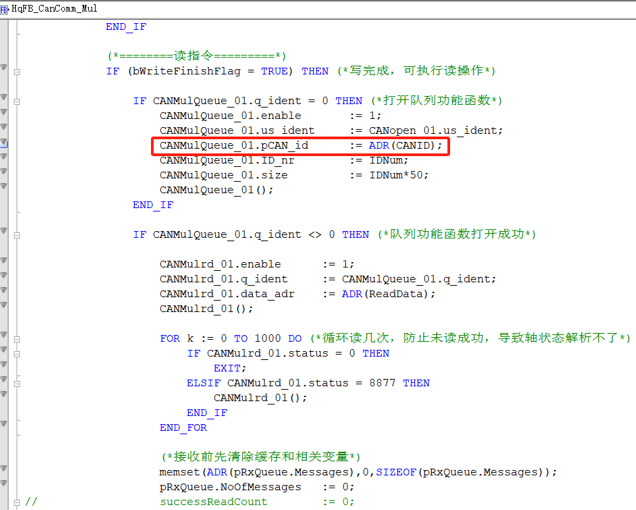 HqFB_CanComm_Mul
END_IF
(*========读指令=========*)
IF (bWriteFinishFlag = TRUE) THEN (*写完成，可执行读操作*)
IF CANMulQueue_01.q_ident = 0 THEN (*打开队列功能函数*)
CANMulQueue_01.enable := 1;
CANMulQueue_01.us_ident := CANopen_01.us_ident;
CANMulQueue_01.pCAN_id := ADR(CANID);
CANMulQueue_01.ID_nr := IDNum;
CANMulQueue_01.size := IDNum*50;
CANMulQueue_01();
END_IF
IF CANMulQueue_01.q_ident <> 0 THEN (*队列功能函数打开成功*)
CANMulrd_01.enable := 1;
CANMulrd_01.q_ident := CANMulQueue_01.q_ident;
CANMulrd_01.data_adr := ADR(ReadData);
CANMulrd_01();
FOR k := 0 TO 1000 DO (*循环读几次，防止未读成功，导致轴状态解析不了*)
IF CANMulrd_01.status = 0 THEN
EXIT;
ELSIF CANMulrd_01.status = 8877 THEN
CANMulrd_01();
END_IF
END_FOR
(*接收前先清除缓存和相关变量*)
memset(ADR(pRxQueue.Messages),0,SIZEOF(pRxQueue.Messages));
pRxQueue.NoOfMessages := 0;
// successReadCount := 0;